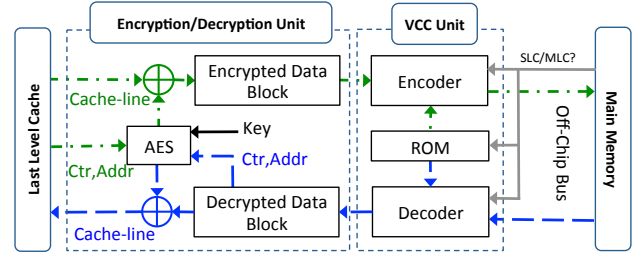 Encryption/Decryption Unit
VCC Unit
Last Level Cache
Cache-line
Encrypted Data
Block
Encoder
SLC/MLC?
Main Memory
Off-Chip Bus
AES
Key
Ctr,Addr
Ctr,Addr
ROM
Decrypted Data
Block
Decoder
Cache-line